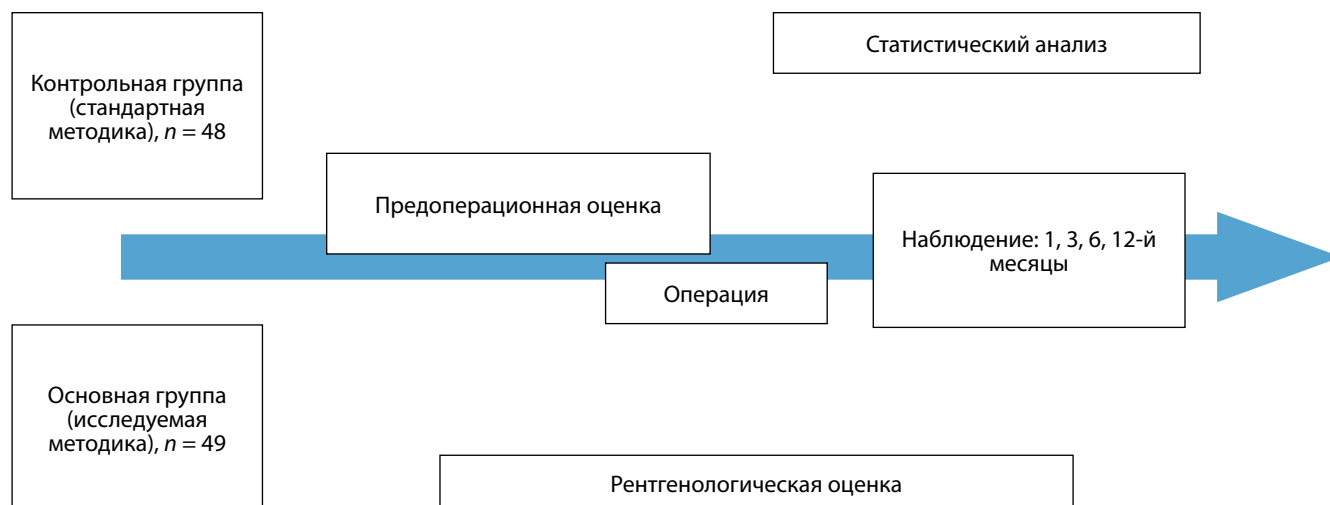 Статистический анализ
Контрольная группа
(стандартная
методика), n = 48
Предоперационная оценка
Наблюдение: 1, 3, 6, 12-й
месяцы
Операция
Основная группа
(исследуемая
методика), n = 49
Рентгенологическая оценка